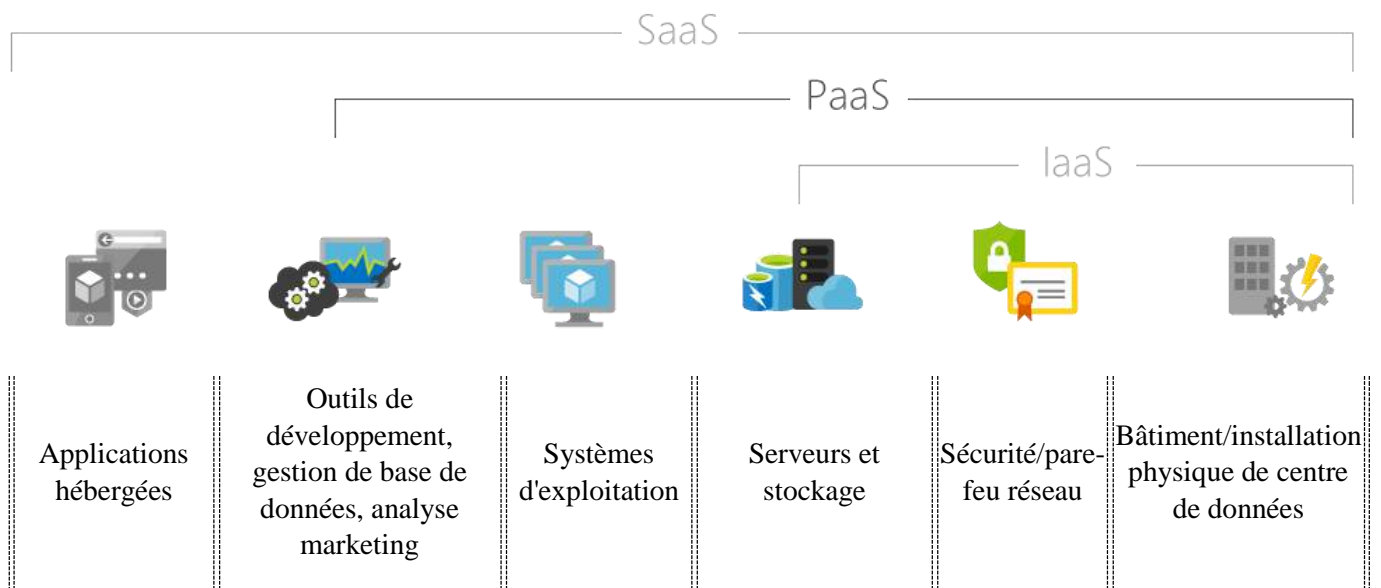 SaaS
PaaS
IaaS
Applications
hébergées
Outils de
développement,
gestion de base de
données, analyse
marketing
Systèmes
d'exploitation
Serveurs et
stockage
Sécurité/pare-
feu réseau
Bâtiment/installation
physique de centre
de données